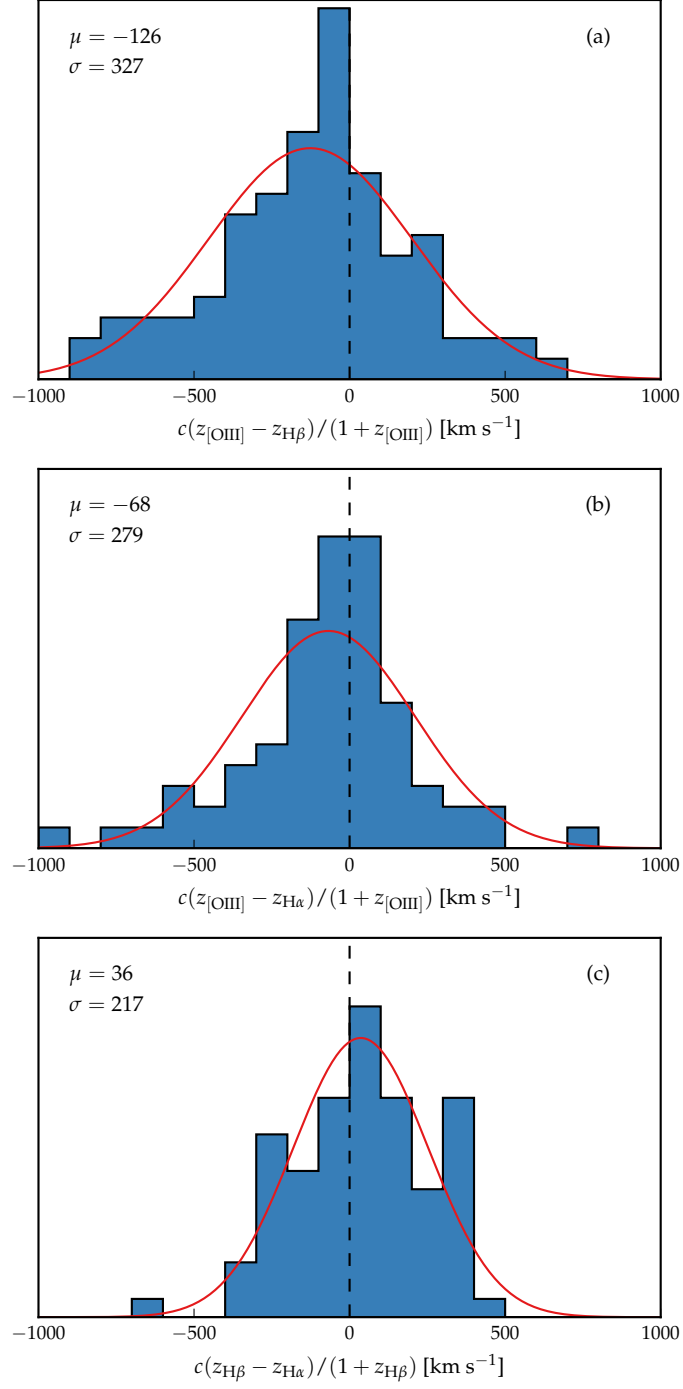 μ = −126
(a)
σ = 327
−1000 −500 0 500 1000
c(z[OIII] − zHβ)/(1 + z[OIII]) [km s−1]
μ = −68
(b)
σ = 279
−1000 −500 0 500 1000
c(z[OIII] − zHα)/(1 + z[OIII]) [km s−1]
μ = 36
(c)
σ = 217
−1000 −500 0 500 1000
c(zHβ − zHα)/(1 + zHβ) [km s−1]